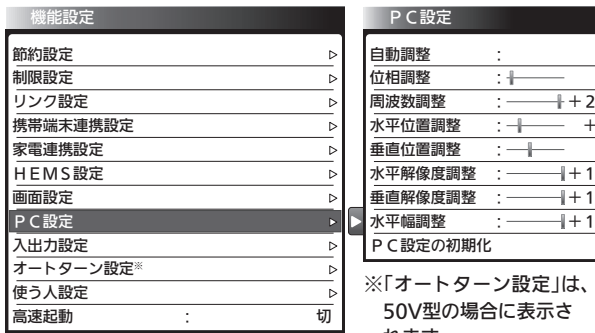 機能設定
節約設定
制限設定
リンク設定
携帯端末連携設定
家電連携設定
ＨＥＭＳ設定
画面設定
ＰＣ設定
入出力設定
オートターン設定※
使う人設定
高速起動 : 切
ＰＣ設定
自動調整 :
位相調整 :
周波数調整 : ＋2
水平位置調整 : ＋
垂直位置調整 :
水平解像度調整 : ＋1
垂直解像度調整 : ＋1
水平幅調整 : ＋1
ＰＣ設定の初期化
※「オートターン設定」は、
50V型の場合に表示さ
れます